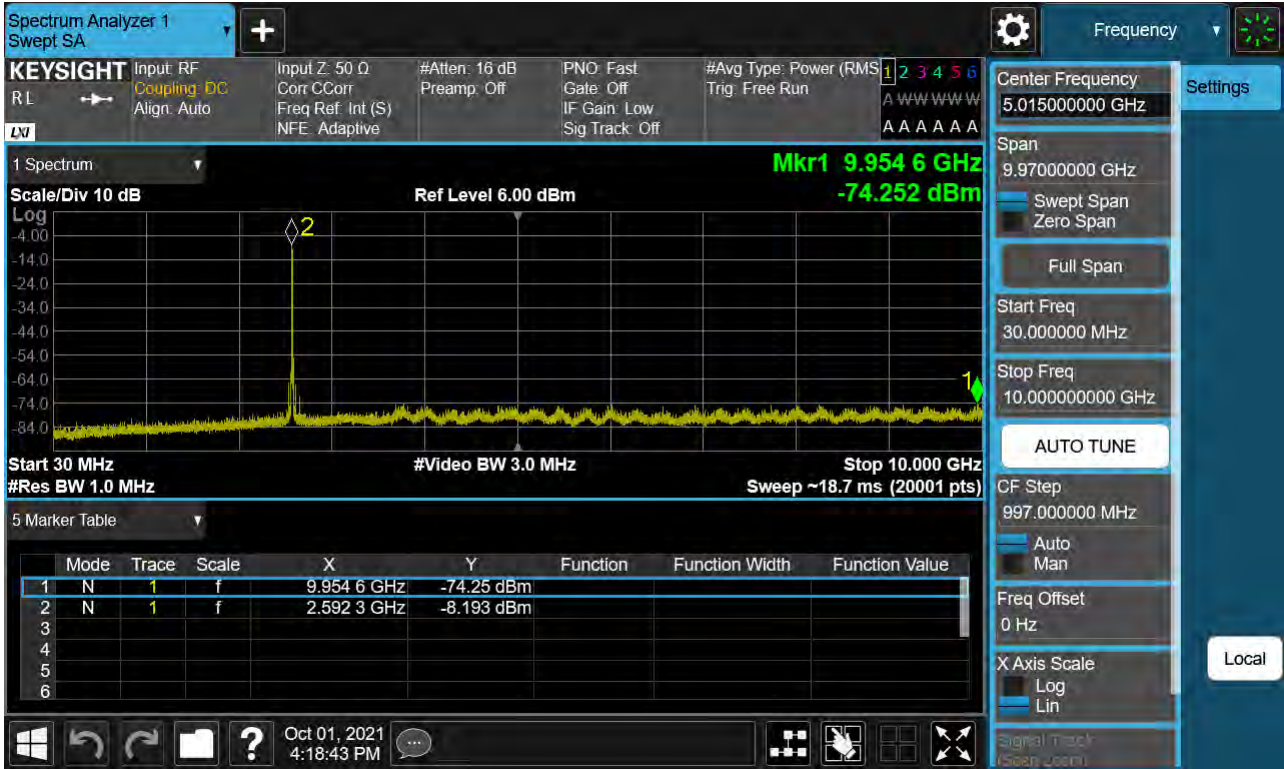 Spectrum Analyzer 1
Swept SA
Frequency
KEYSIGHT
RL
LXI
Input: RF
Coupling: DC
Align: Auto
Input Z: 50 Ω
Corr CCorr
Freq Ref: Int (S)
NFE: Adaptive
#Atten: 16 dB
Preamp: Off
PNO: Fast
Gate: Off
IF Gain: Low
Sig Track: Off
#Avg Type: Power (RMS
Trig: Free Run
1 2 3 4 5 6
A W W W W W
A A A A A A
1 Spectrum
Mkr1 9.954 6 GHz
-74.252 dBm
Scale/Div 10 dB
Ref Level 6.00 dBm
Log
-4.00
-14.0
-24.0
-34.0
-44.0
-54.0
-64.0
-74.0
-84.0
2
1
Start 30 MHz
#Video BW 3.0 MHz
Stop 10.000 GHz
#Res BW 1.0 MHz
Sweep ~18.7 ms (20001 pts)
5 Marker Table
Mode Trace Scale X Y Function Function Width Function Value
1 N 1 f 9.954 6 GHz -74.25 dBm
2 N 1 f 2.592 3 GHz -8.193 dBm
3
4
5
6
Oct 01, 2021
4:18:43 PM
?
Center Frequency
5.015000000 GHz
Span
9.97000000 GHz
Swept Span
Zero Span
Full Span
Start Freq
30.000000 MHz
Stop Freq
10.000000000 GHz
AUTO TUNE
CF Step
997.000000 MHz
Auto
Man
Freq Offset
0 Hz
X Axis Scale
Log
Lin
Signal Track
(Span Zoom)
Settings
Local